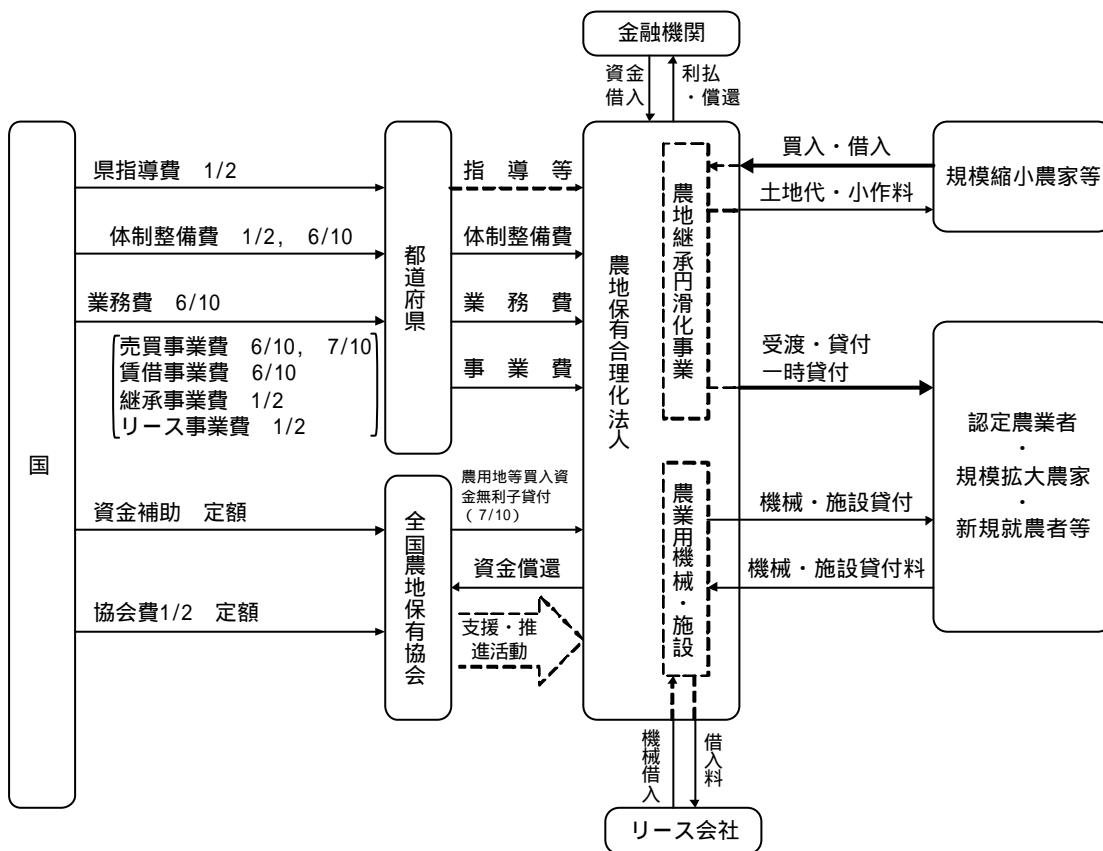 金融機関
資金
借入
利払
・償還
国
県指導費 1/2
体制整備費 1/2, 6/10
業務費 6/10
売買事業費 6/10, 7/10
賃借事業費 6/10
継承事業費 1/2
リース事業費 1/2
資金補助 定額
協会費1/2 定額
都道府県
全国農地保有協会
指導等
体制整備費
業務費
事業費
農用地等買入資
金無利子貸付
(7/10)
資金償還
支援・推
進活動
農地保有合理化法人
農地継承円滑化事業
農業用機械・施設
買入・借入
土地代・小作料
受渡・貸付
一時貸付
機械・施設貸付
機械・施設貸付料
規模縮小農家等
認定農業者
・
規模拡大農家
・
新規就農者等
機械借入
借入料
リース会社